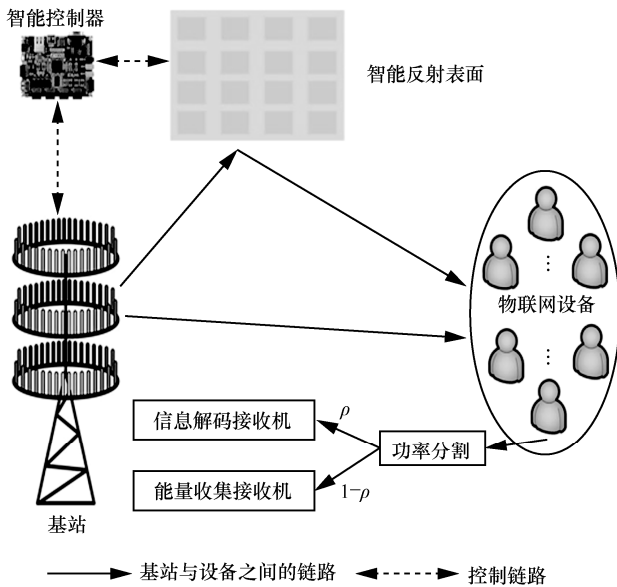 智能控制器
智能反射表面
物联网设备
信息解码接收机
ρ
功率分割
能量收集接收机
1−ρ
基站
基站与设备之间的链路
控制链路